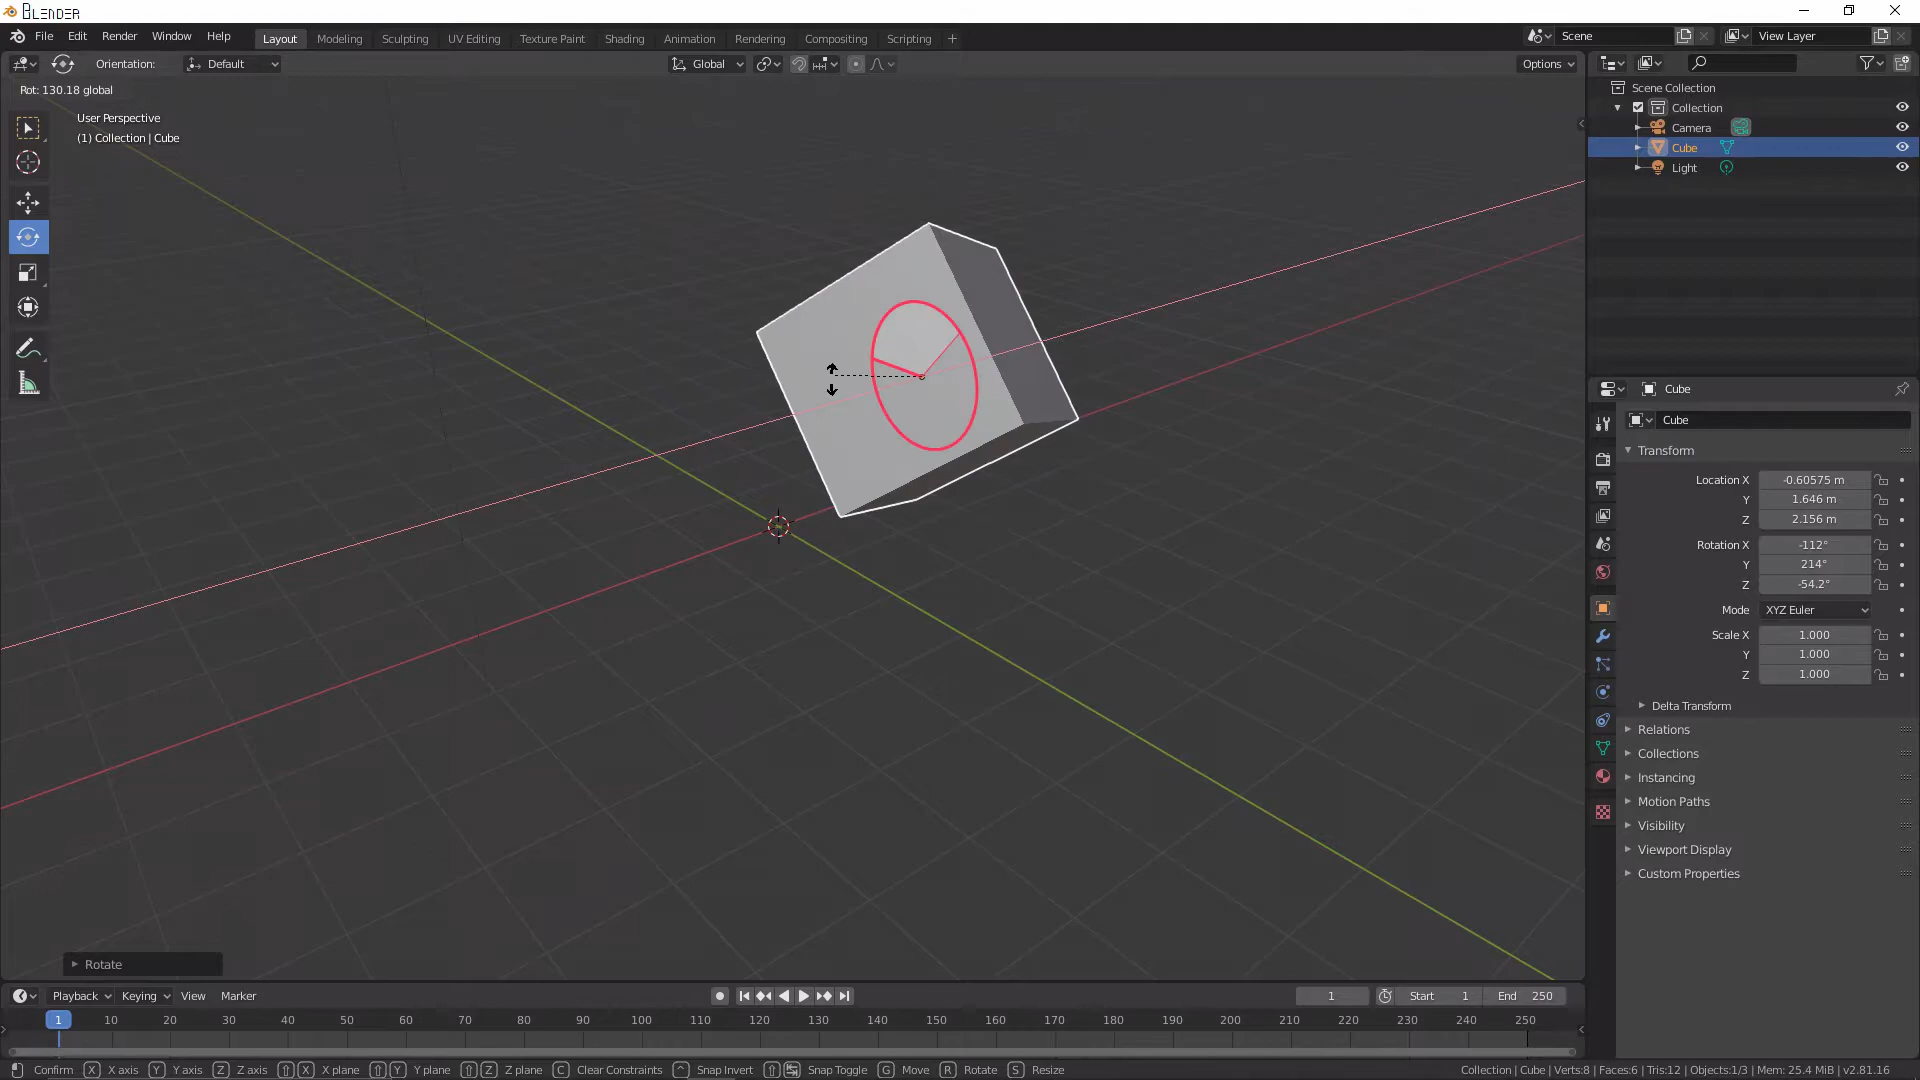 Blender
File Edit Render Window Help Layout Modeling Sculpting UV Editing Texture Paint Shading Animation Rendering Compositing Scripting + Scene View Layer
Orientation: Default Global Options
Rot: 130.18 global
User Perspective
(1) Collection | Cube
Scene Collection
Collection
Camera
Cube
Light
Cube
Cube
Transform
Location X -0.60575 m
Y 1.646 m
Z 2.156 m
Rotation X -112°
Y 214°
Z -54.2°
Mode XYZ Euler
Scale X 1.000
Y 1.000
Z 1.000
Delta Transform
Relations
Collections
Instancing
Motion Paths
Visibility
Viewport Display
Custom Properties
Rotate
Playback Keying View Marker 1 Start 1 End 250
1 10 20 30 40 50 60 70 80 90 100 110 120 130 140 150 160 170 180 190 200 210 220 230 240 250
Confirm X X axis Y Y axis Z Z axis X X plane Y Y plane Z Z plane C Clear Constraints ^ Snap Invert Snap Toggle G Move R Rotate S Resize Collection | Cube | Verts:8 | Faces:6 | Tris:12 | Objects:1/3 | Mem: 25.4 MiB | v2.81.16